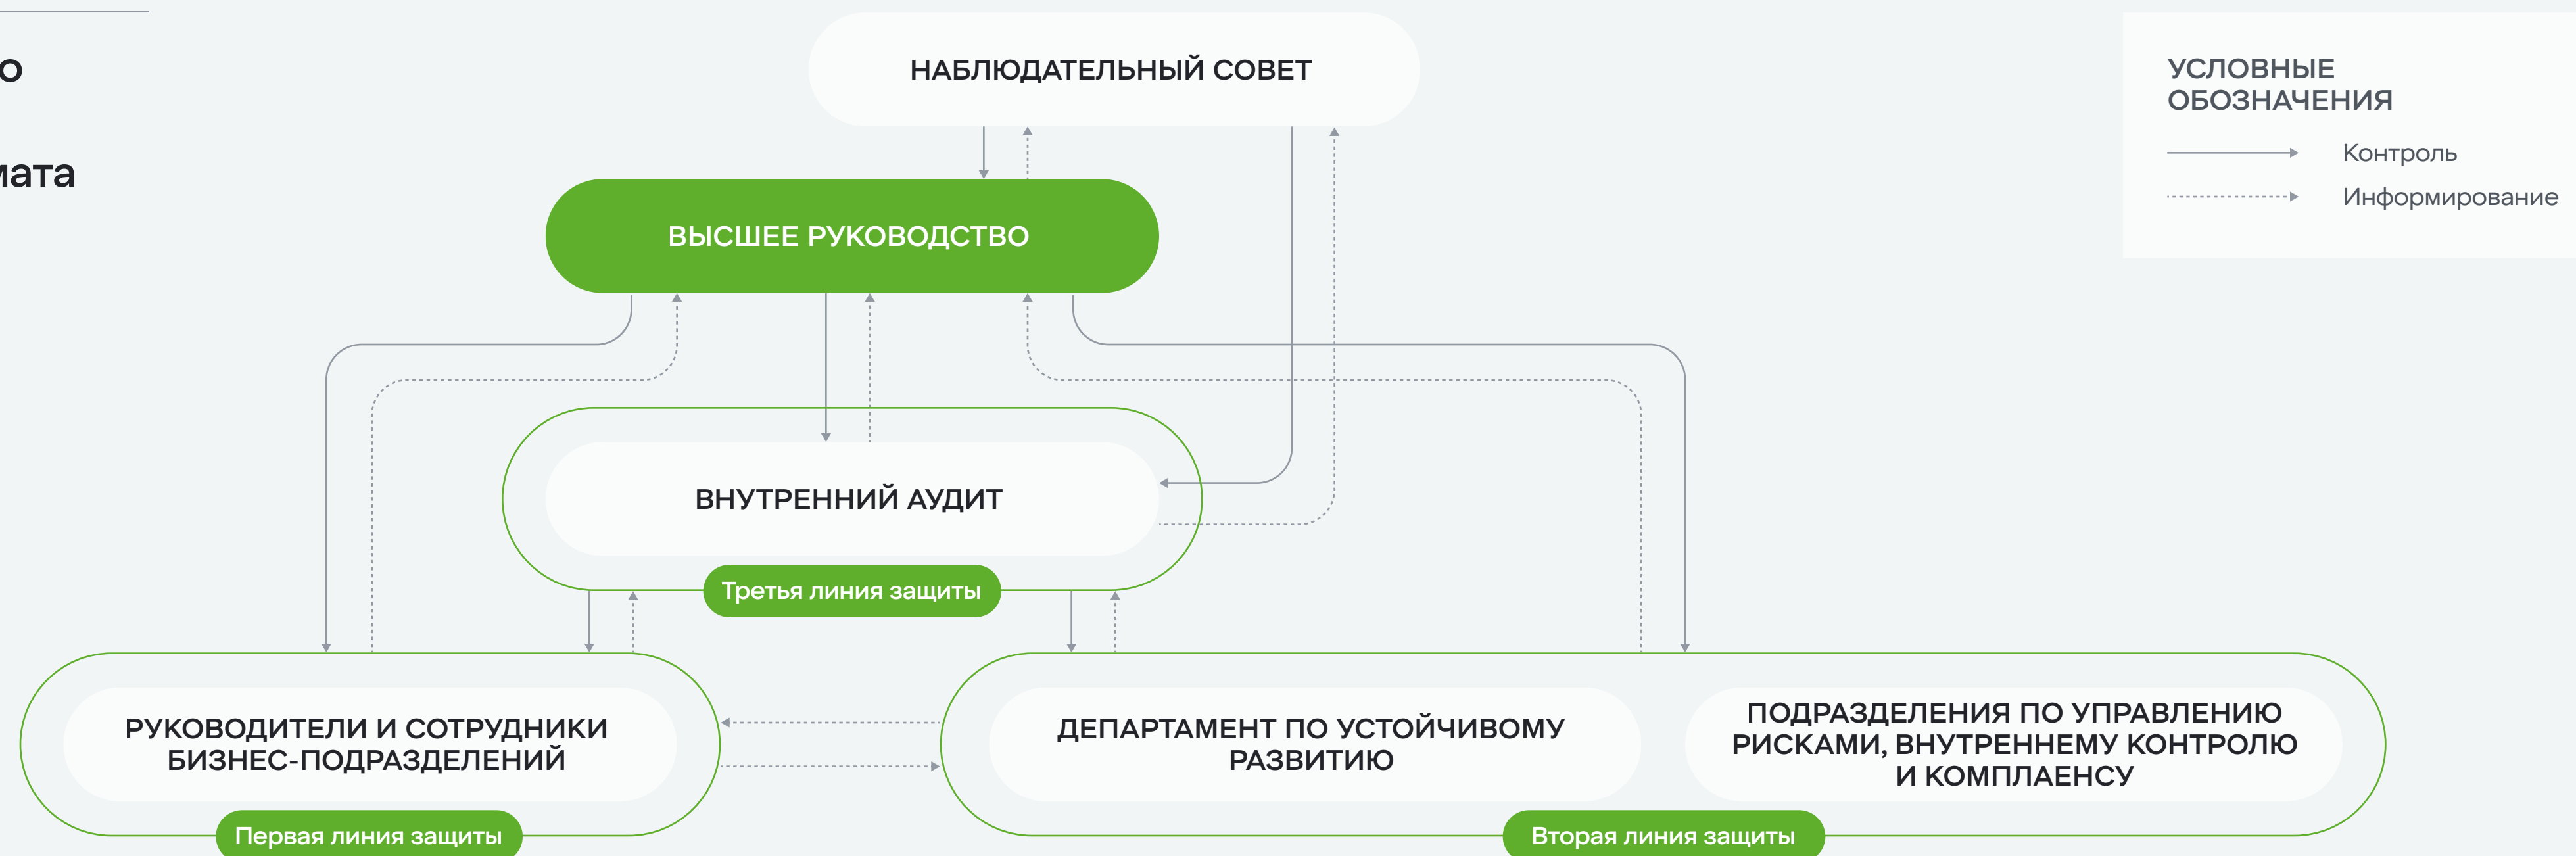 НАБЛЮДАТЕЛЬНЫЙ СОВЕТ
УСЛОВНЫЕ
ОБОЗНАЧЕНИЯ
Контроль
Информирование
ВЫСШЕЕ РУКОВОДСТВО
ВНУТРЕННИЙ АУДИТ
Третья линия защиты
РУКОВОДИТЕЛИ И СОТРУДНИКИ
БИЗНЕС-ПОДРАЗДЕЛЕНИЙ
Первая линия защиты
ДЕПАРТАМЕНТ ПО УСТОЙЧИВОМУ
РАЗВИТИЮ
ПОДРАЗДЕЛЕНИЯ ПО УПРАВЛЕНИЮ
РИСКАМИ, ВНУТРЕННЕМУ КОНТРОЛЮ
И КОМПЛАЕНСУ
Вторая линия защиты